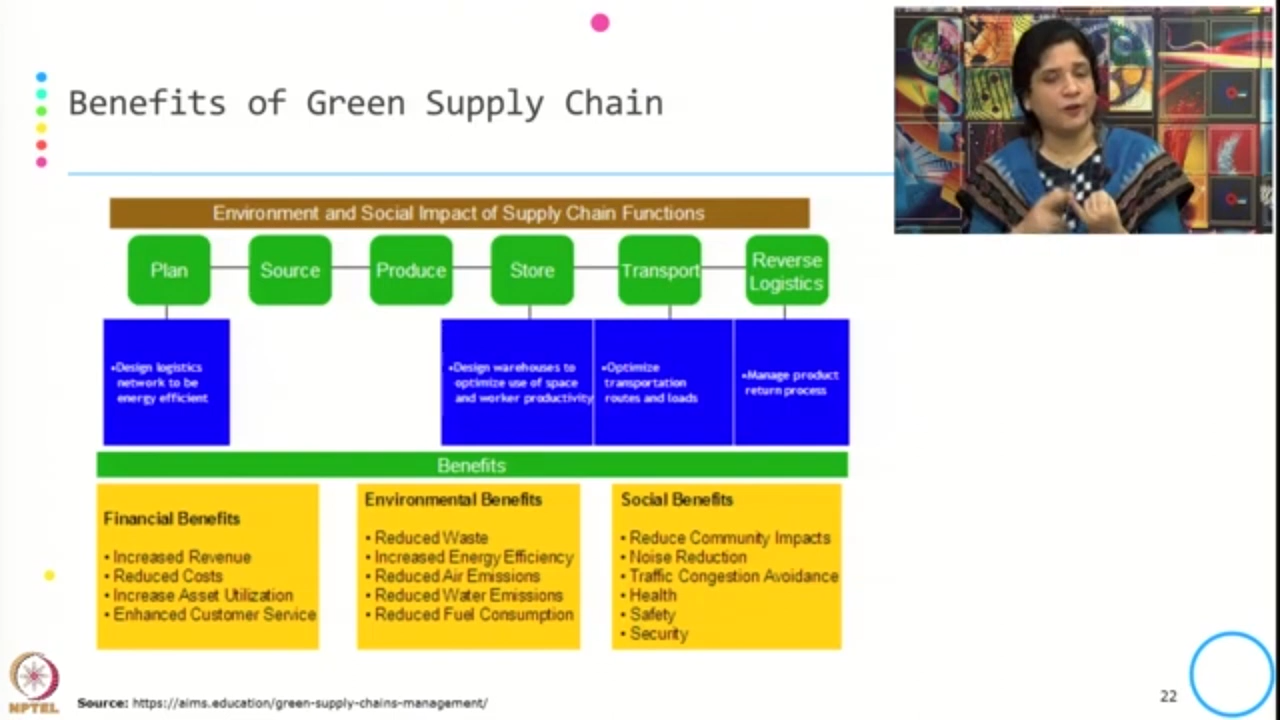 Benefits of Green Supply Chain
Environment and Social Impact of Supply Chain Functions
Plan
Source
Produce
Store
Transport
Reverse
Logistics
•Design logistics
network to be
energy efficient
•Design warehouses to
optimize use of space
and worker productivity
•Optimize
transportation
routes and loads
•Manage product
return process
Benefits
Financial Benefits
• Increased Revenue
• Reduced Costs
• Increase Asset Utilization
• Enhanced Customer Service
Environmental Benefits
• Reduced Waste
• Increased Energy Efficiency
• Reduced Air Emissions
• Reduced Water Emissions
• Reduced Fuel Consumption
Social Benefits
• Reduce Community Impacts
• Noise Reduction
• Traffic Congestion Avoidance
• Health
• Safety
• Security
NPTEL
Source: https://aims.education/green-supply-chains-management/
22